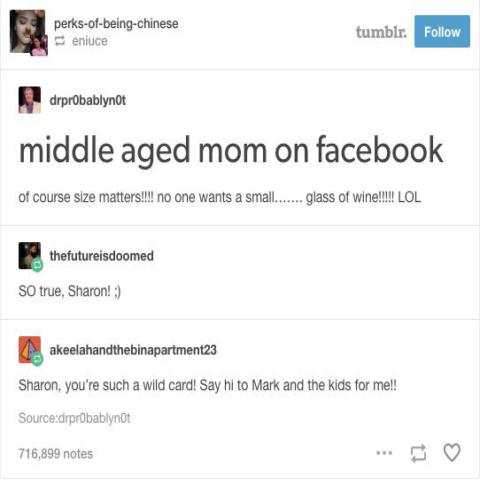 perks-of-being-chinese
eniuce
tumblr.
Follow
drpr0bablyn0t
middle aged mom on facebook
of course size matters!!!! no one wants a small....... glass of wine!!!!! LOL
thefutureisdoomed
SO true, Sharon! ;)
akeelahandthebinapartment23
Sharon, you're such a wild card! Say hi to Mark and the kids for me!!
Source:drpr0bablyn0t
716,899 notes